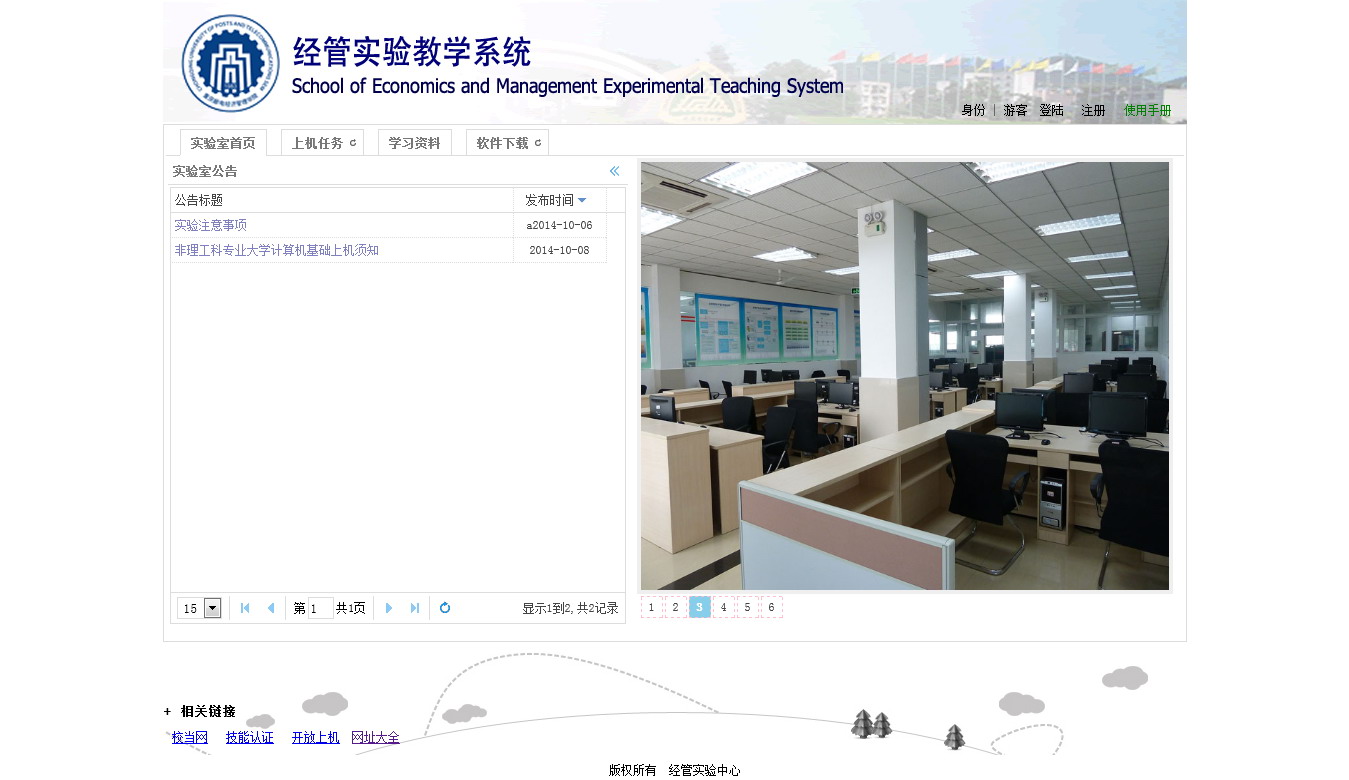 经管实验教学系统
School of Economics and Management Experimental Teaching System
身份 | 游客 登陆 注册 使用手册
实验室首页 上机任务 学习资料 软件下载
实验室公告
公告标题 发布时间
实验注意事项 a2014-10-06
非理工科专业大学计算机基础上机须知 2014-10-08
15 第 1 共1页 显示1到2, 共2记录
1 2 3 4 5 6
+ 相关链接
校当网 技能认证 开放上机 网址大全
版权所有 经管实验中心